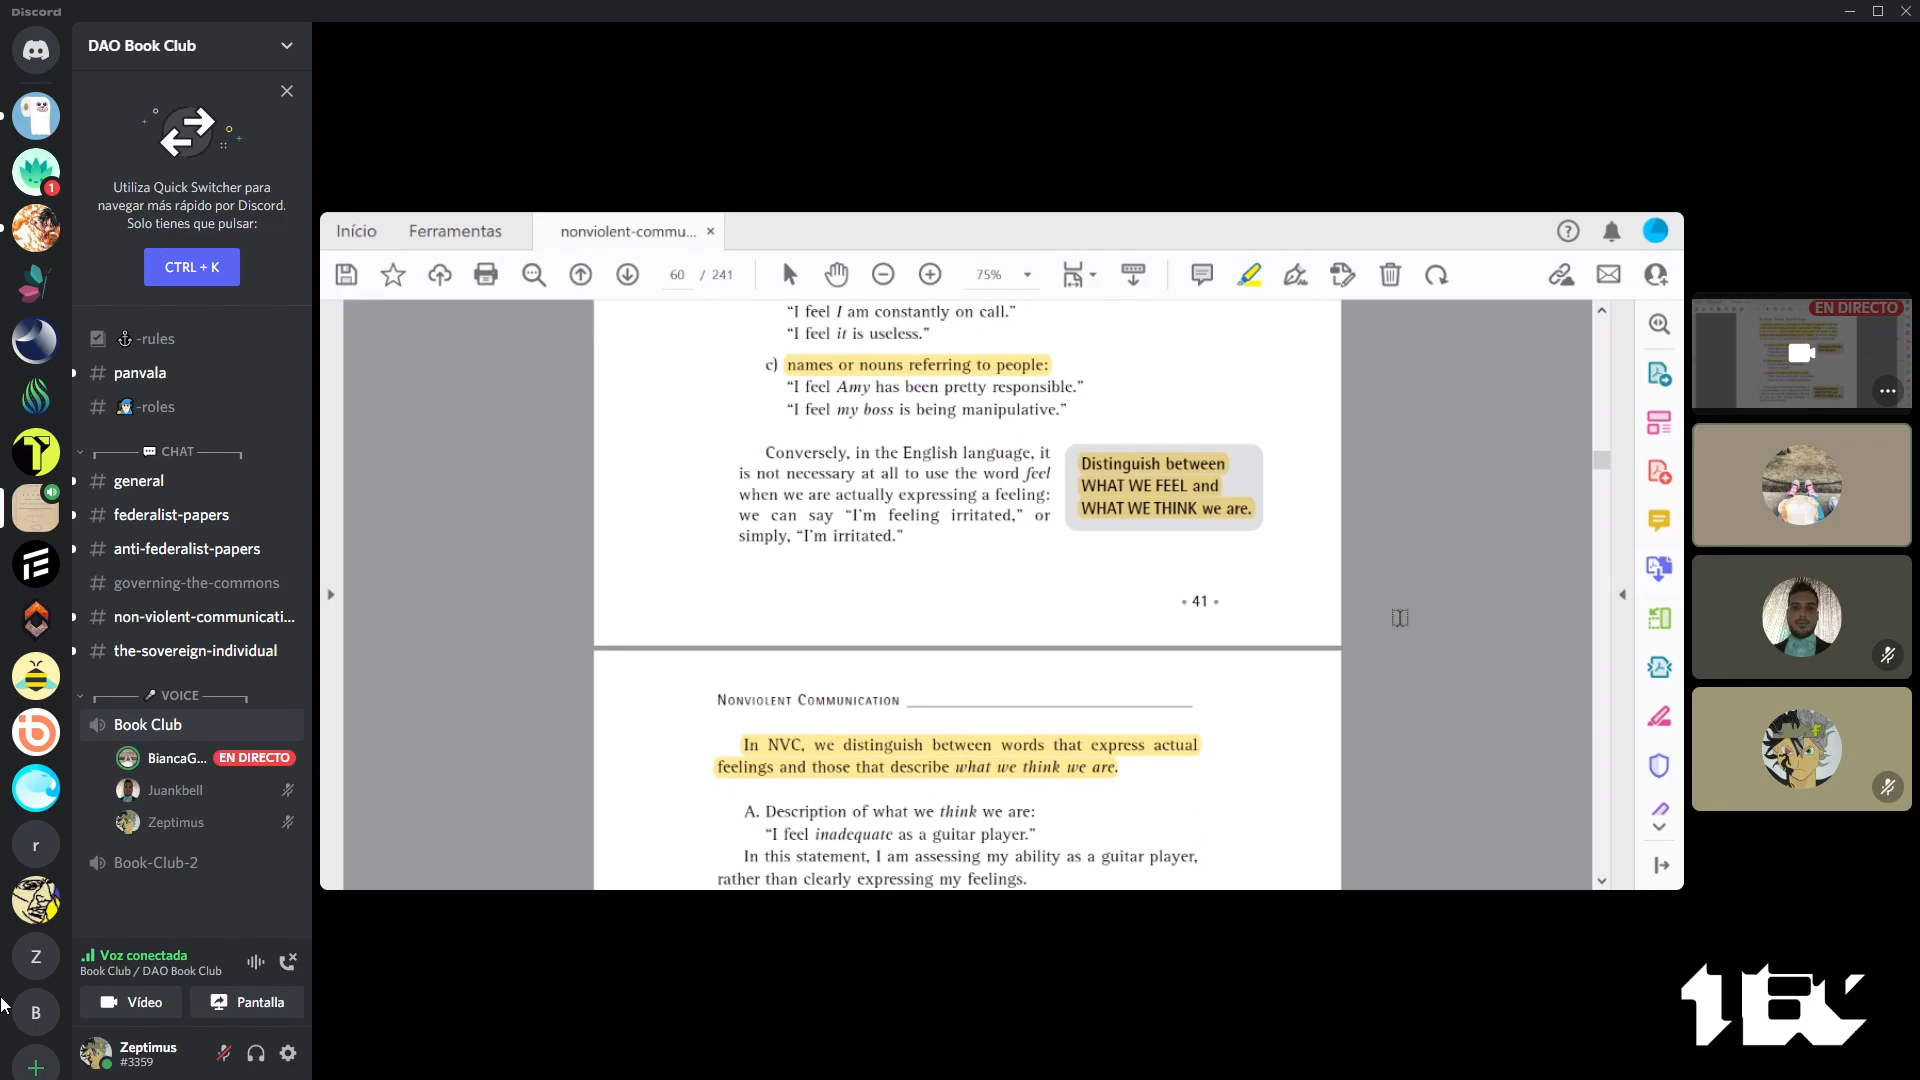 Discord
DAO Book Club
Utiliza Quick Switcher para
navegar más rápido por Discord.
Solo tienes que pulsar:
CTRL + K
-rules
panvala
-roles
CHAT
general
federalist-papers
anti-federalist-papers
governing-the-commons
non-violent-communicati...
the-sovereign-individual
VOICE
Book Club
BiancaG... EN DIRECTO
Juankbell
Zeptimus
Book-Club-2
r
Z
B
1
Voz conectada
Book Club / DAO Book Club
Vídeo
Pantalla
Zeptimus
#3359
Início
Ferramentas
nonviolent-commu...
60 / 241
75%
“I feel I am constantly on call.”
“I feel it is useless.”
c) names or nouns referring to people:
“I feel Amy has been pretty responsible.”
“I feel my boss is being manipulative.”
Conversely, in the English language, it
is not necessary at all to use the word feel
when we are actually expressing a feeling:
we can say “I’m feeling irritated,” or
simply, “I’m irritated.”
Distinguish between
WHAT WE FEEL and
WHAT WE THINK we are.
• 41 •
NONVIOLENT COMMUNICATION
In NVC, we distinguish between words that express actual
feelings and those that describe what we think we are.
A. Description of what we think we are:
“I feel inadequate as a guitar player.”
In this statement, I am assessing my ability as a guitar player,
rather than clearly expressing my feelings.
EN DIRECTO